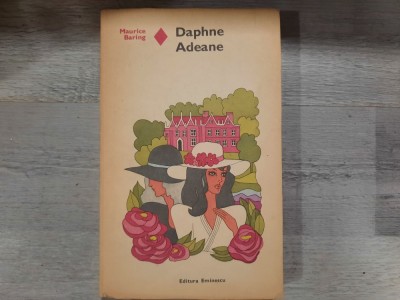 Maurice
Baring
Daphne
Adeane
Editura Eminescu